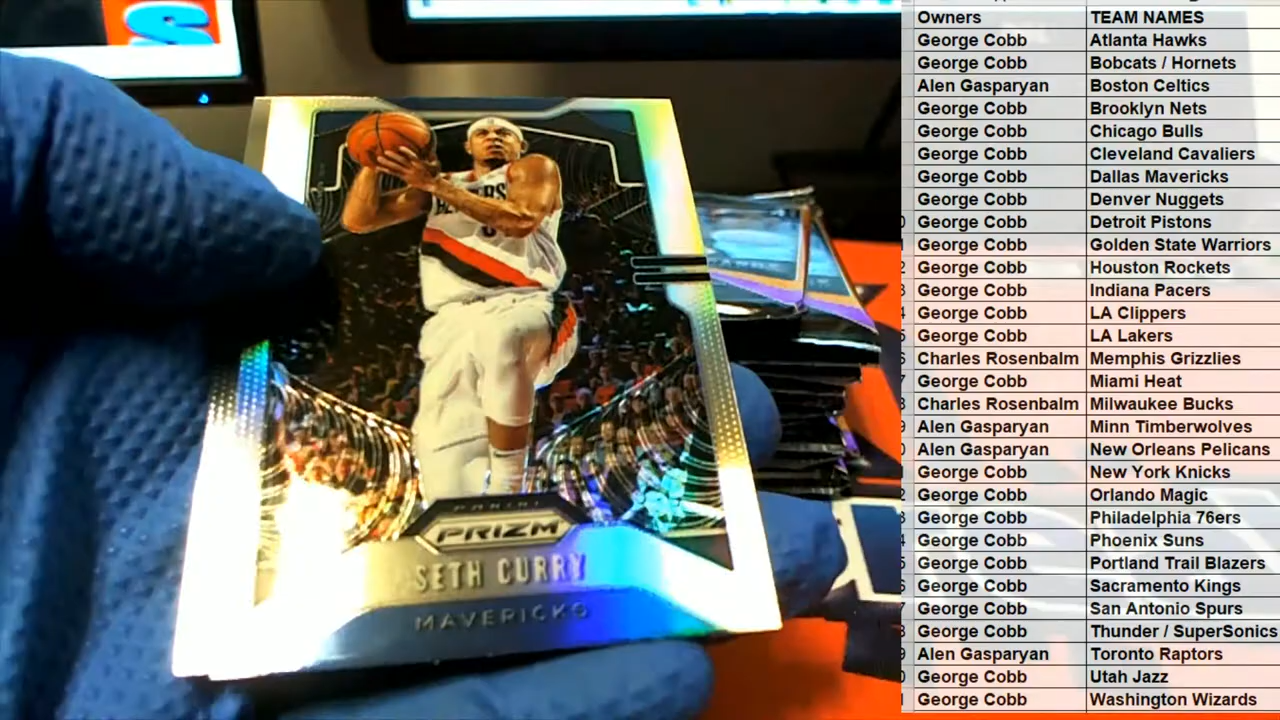 PANINI
PRIZM
SETH CURRY
MAVERICKS
Owners TEAM NAMES
George Cobb Atlanta Hawks
George Cobb Bobcats / Hornets
Alen Gasparyan Boston Celtics
George Cobb Brooklyn Nets
George Cobb Chicago Bulls
George Cobb Cleveland Cavaliers
George Cobb Dallas Mavericks
George Cobb Denver Nuggets
George Cobb Detroit Pistons
George Cobb Golden State Warriors
George Cobb Houston Rockets
George Cobb Indiana Pacers
George Cobb LA Clippers
George Cobb LA Lakers
Charles Rosenbalm Memphis Grizzlies
George Cobb Miami Heat
Charles Rosenbalm Milwaukee Bucks
Alen Gasparyan Minn Timberwolves
Alen Gasparyan New Orleans Pelicans
George Cobb New York Knicks
George Cobb Orlando Magic
George Cobb Philadelphia 76ers
George Cobb Phoenix Suns
George Cobb Portland Trail Blazers
George Cobb Sacramento Kings
George Cobb San Antonio Spurs
George Cobb Thunder / SuperSonics
Alen Gasparyan Toronto Raptors
George Cobb Utah Jazz
George Cobb Washington Wizards